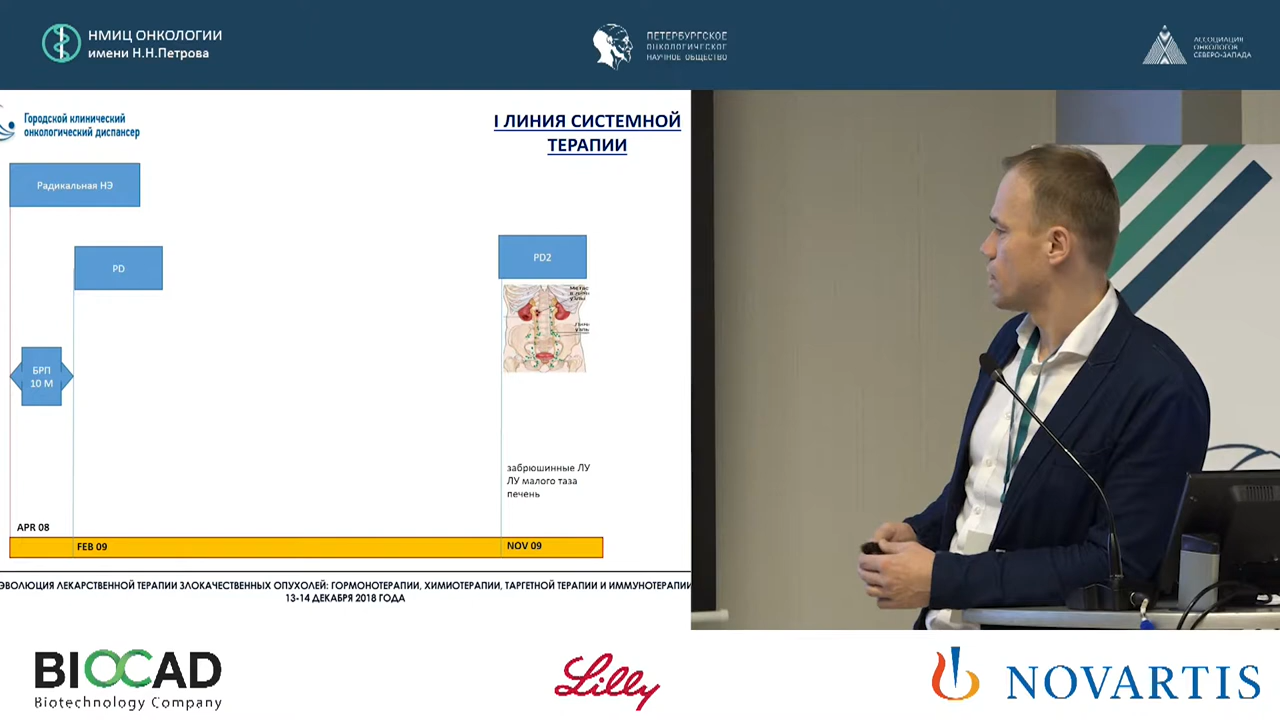 НМИЦ ОНКОЛОГИИ
имени Н.Н.Петрова
ПЕТЕРБУРГСКОЕ
ОНКОЛОГИЧЕСКОЕ
НАУЧНОЕ ОБЩЕСТВО
АССОЦИАЦИЯ
ОНКОЛОГОВ
СЕВЕРО-ЗАПАДА
Городской клинический
онкологический диспансер
I ЛИНИЯ СИСТЕМНОЙ
ТЕРАПИИ
Радикальная НЭ
PD
PD2
БРП
10 М
забрюшинные ЛУ
ЛУ малого таза
печень
APR 08
FEB 09
NOV 09
ЭВОЛЮЦИЯ ЛЕКАРСТВЕННОЙ ТЕРАПИИ ЗЛОКАЧЕСТВЕННЫХ ОПУХОЛЕЙ: ГОРМОНОТЕРАПИИ, ХИМИОТЕРАПИИ, ТАРГЕТНОЙ ТЕРАПИИ И ИММУНОТЕРАПИИ
13-14 ДЕКАБРЯ 2018 ГОДА
BIOCAD
Biotechnology Company
Lilly
NOVARTIS